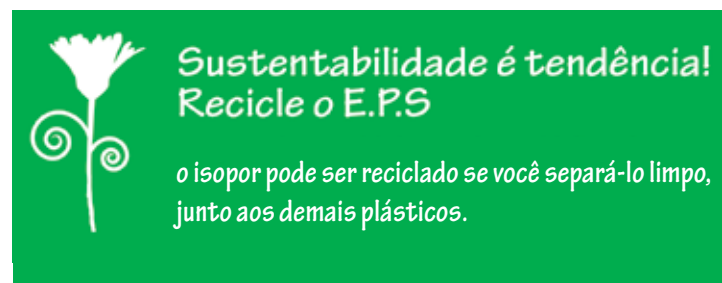 Sustentabilidade é tendência!
Recicle o E.P.S
o isopor pode ser reciclado se você separá-lo limpo,
junto aos demais plásticos.